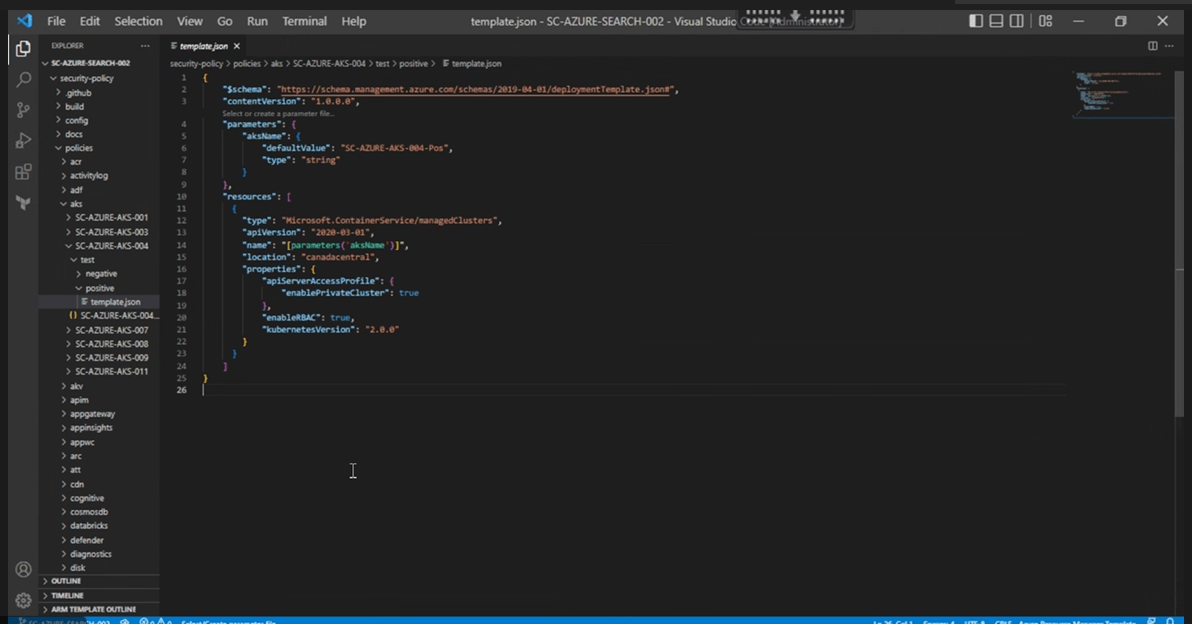 File Edit Selection View Go Run Terminal Help
template.json - SC-AZURE-SEARCH-002 - Visual Studio
EXPLORER
SC-AZURE-SEARCH-002
security-policy
.github
build
config
docs
policies
acr
activitylog
adf
aks
SC-AZURE-AKS-001
SC-AZURE-AKS-003
SC-AZURE-AKS-004
test
negative
positive
template.json
SC-AZURE-AKS-004...
SC-AZURE-AKS-007
SC-AZURE-AKS-008
SC-AZURE-AKS-009
SC-AZURE-AKS-011
akv
apim
appgateway
appinsights
appwc
arc
att
cdn
cognitive
cosmosdb
databricks
defender
diagnostics
disk
OUTLINE
TIMELINE
ARM TEMPLATE OUTLINE
template.json
security-policy > policies > aks > SC-AZURE-AKS-004 > test > positive > template.json
1 {
2 "$schema": "https://schema.management.azure.com/schemas/2019-04-01/deploymentTemplate.json#",
3 "contentVersion": "1.0.0.0",
Select or create a parameter file...
4 "parameters": {
5 "aksName": {
6 "defaultValue": "SC-AZURE-AKS-004-Pos",
7 "type": "string"
8 }
9 },
10 "resources": [
11 {
12 "type": "Microsoft.ContainerService/managedClusters",
13 "apiVersion": "2020-03-01",
14 "name": "[parameters('aksName')]",
15 "location": "canadacentral",
16 "properties": {
17 "apiServerAccessProfile": {
18 "enablePrivateCluster": true
19 },
20 "enableRBAC": true,
21 "kubernetesVersion": "2.0.0"
22 }
23 }
24 ]
25 }
26